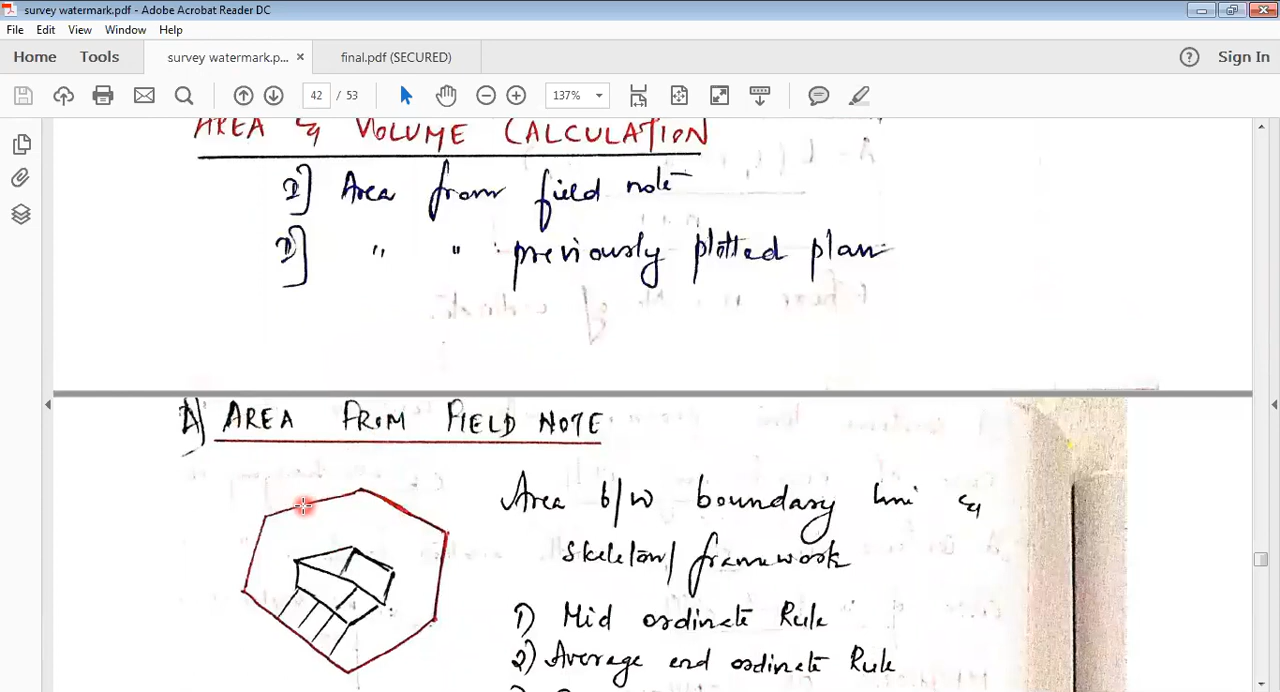 survey watermark.pdf - Adobe Acrobat Reader DC
File Edit View Window Help
Home Tools survey watermark.p... × final.pdf (SECURED) ? Sign In
42 / 53 137%
AREA & VOLUME CALCULATION
I] Area from field note
I] " " previously plotted plan
A) AREA FROM FIELD NOTE
Area b/w boundary line &
skeleton/ framework
1) Mid ordinate Rule
2) Average end ordinate Rule